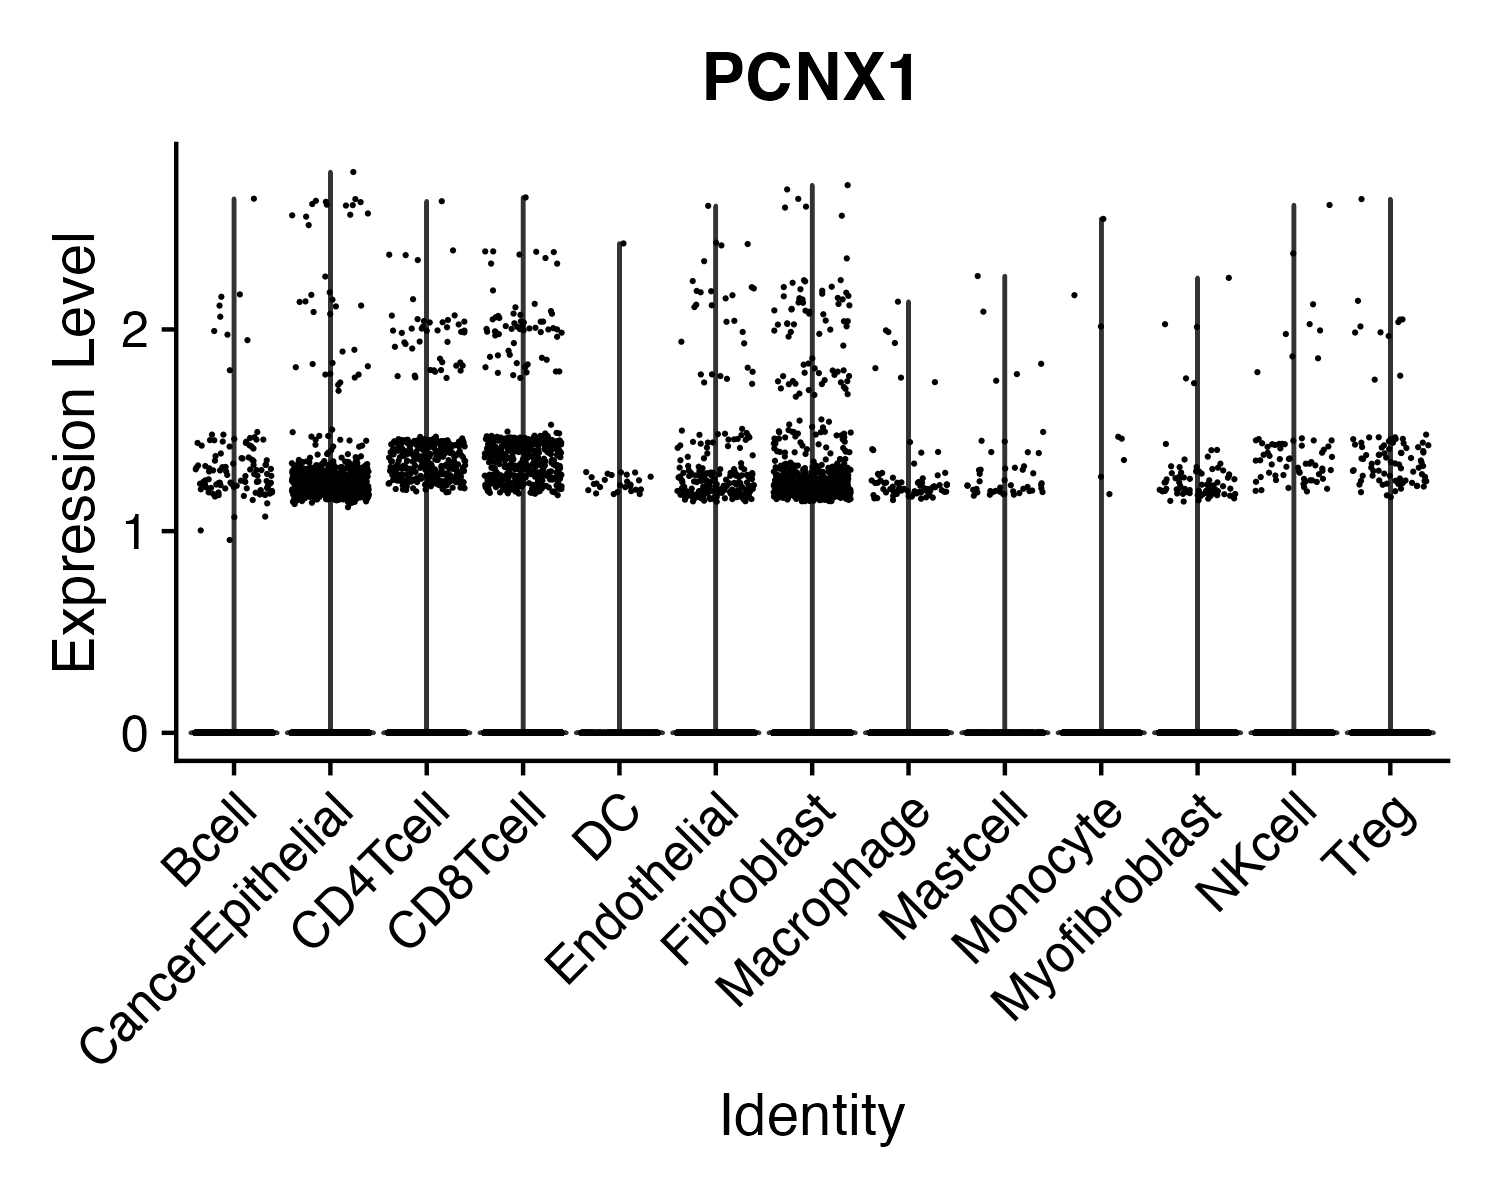 PCNX1
Expression Level
2
1
0
Bcell
CancerEpithelial
CD4Tcell
CD8Tcell
DC
Endothelial
Fibroblast
Macrophage
Mastcell
Monocyte
Myofibroblast
NKcell
Treg
Identity